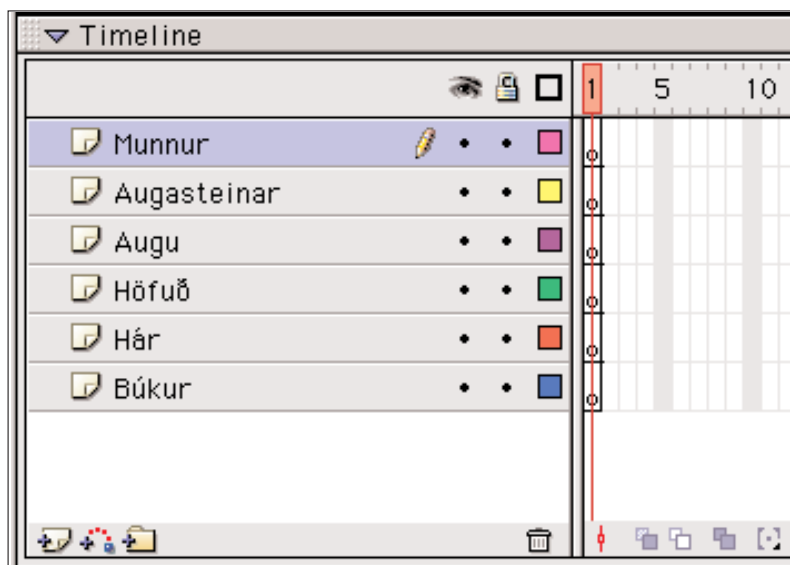 Timeline
1 5 10
Munnur
Augasteinar
Augu
Höfuð
Hár
Búkur